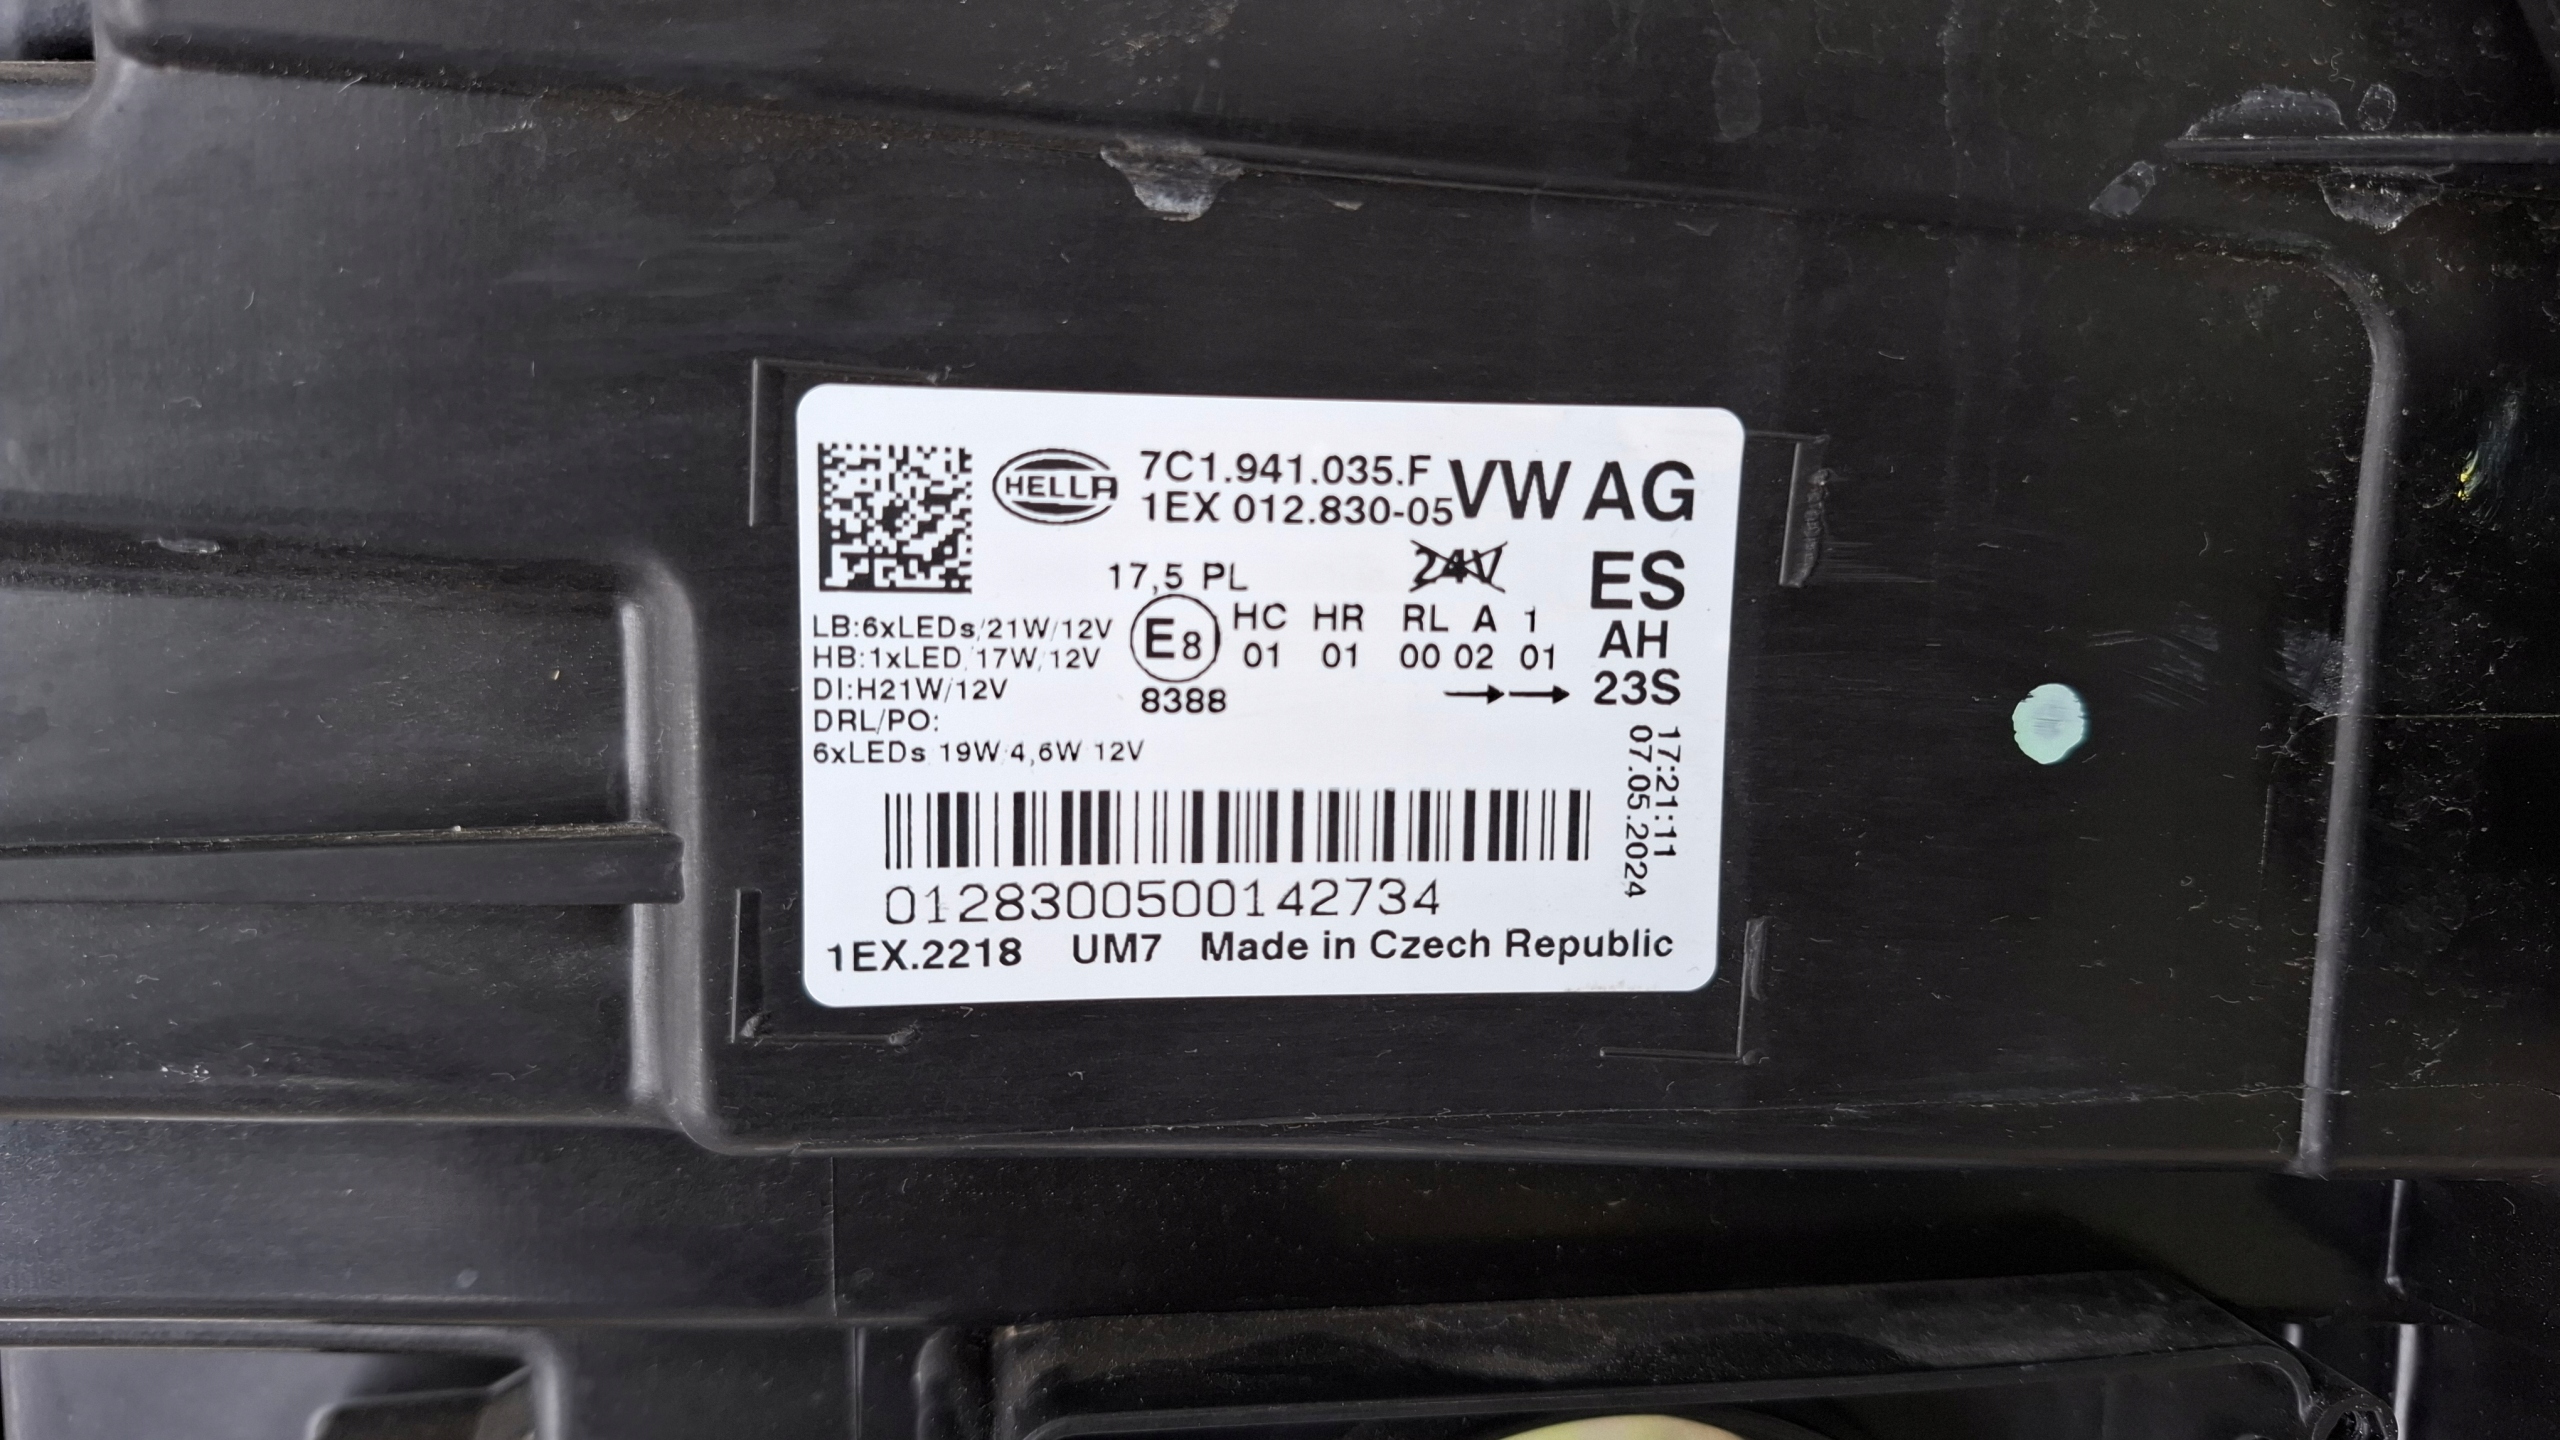 HELLA
7C1.941.035.F
1EX 012.830-05
VW AG
17,5 PL
24V
ES
LB:6xLEDs/21W/12V
HB:1xLED/17W/12V
DI:H21W/12V
DRL/PO:
6xLEDs 19W/4,6W 12V
E8
8388
HC HR RL A 1
01 01 00 02 01
→→
AH
23S
17:21:11
07.05.2024
0128300500142734
1EX.2218 UM7 Made in Czech Republic